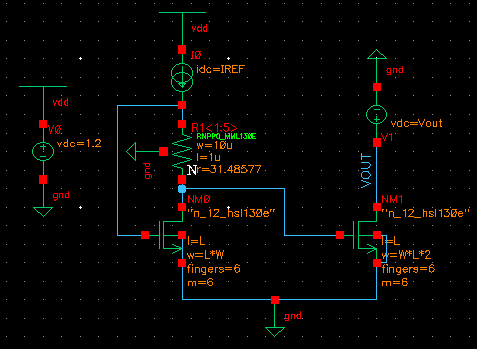 vdd
I0
idc=IREF
vdd
V0
vdc=1.2
gnd
gnd
R1<1:5>
RNPPO_MML130E
w=10u
l=1u
r=31.48577
gnd
vdc=Vout
V1
VOUT
NM0
"n_12_hsl130e"
l=L
w=L*W
fingers=6
m=6
NM1
"n_12_hsl130e"
l=L
w=W*L*2
fingers=6
m=6
gnd